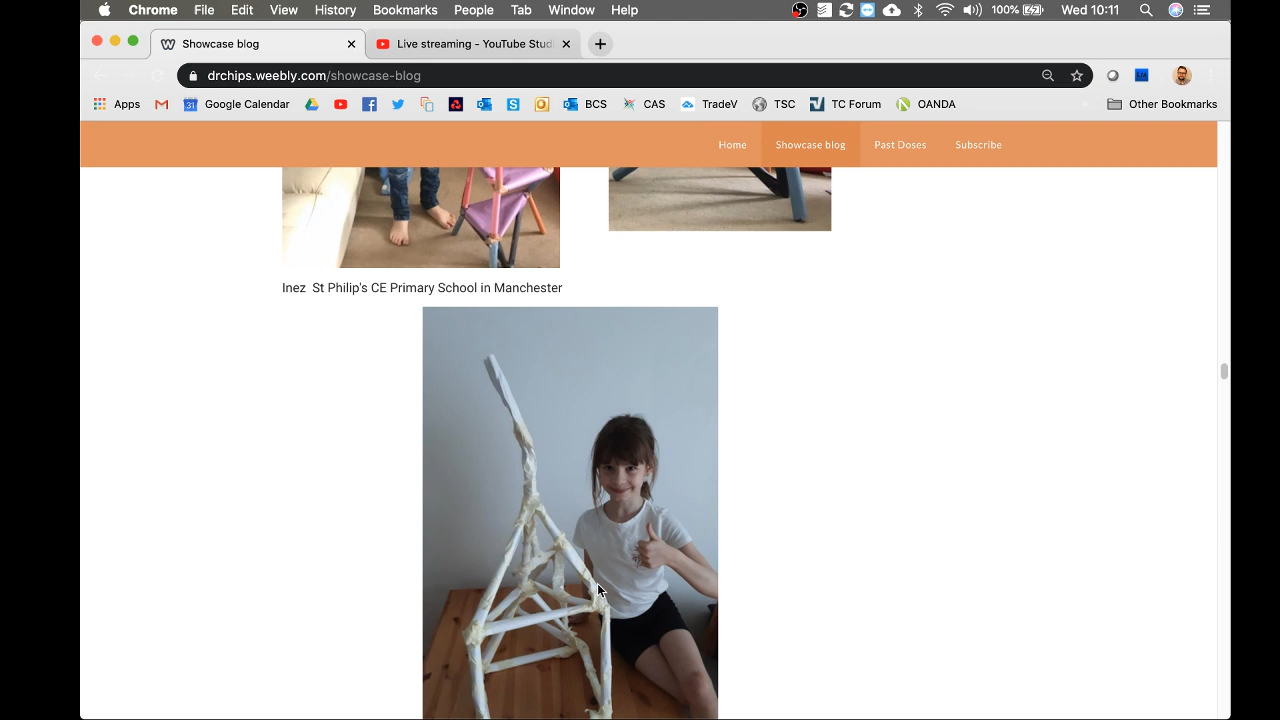 Chrome File Edit View History Bookmarks People Tab Window Help 100% Wed 10:11
Showcase blog Live streaming - YouTube Stud
drchips.weebly.com/showcase-blog
Apps Google Calendar BCS CAS TradeV TSC TC Forum OANDA Other Bookmarks
Home Showcase blog Past Doses Subscribe
Inez St Philip's CE Primary School in Manchester